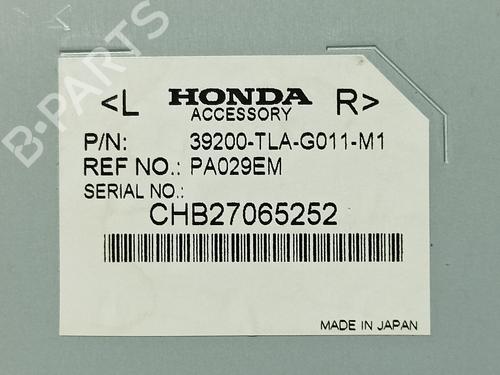 <L HONDA R>
ACCESSORY
P/N: 39200-TLA-G011-M1
REF NO.: PA029EM
SERIAL NO.:
CHB27065252
MADE IN JAPAN
B-PARTS